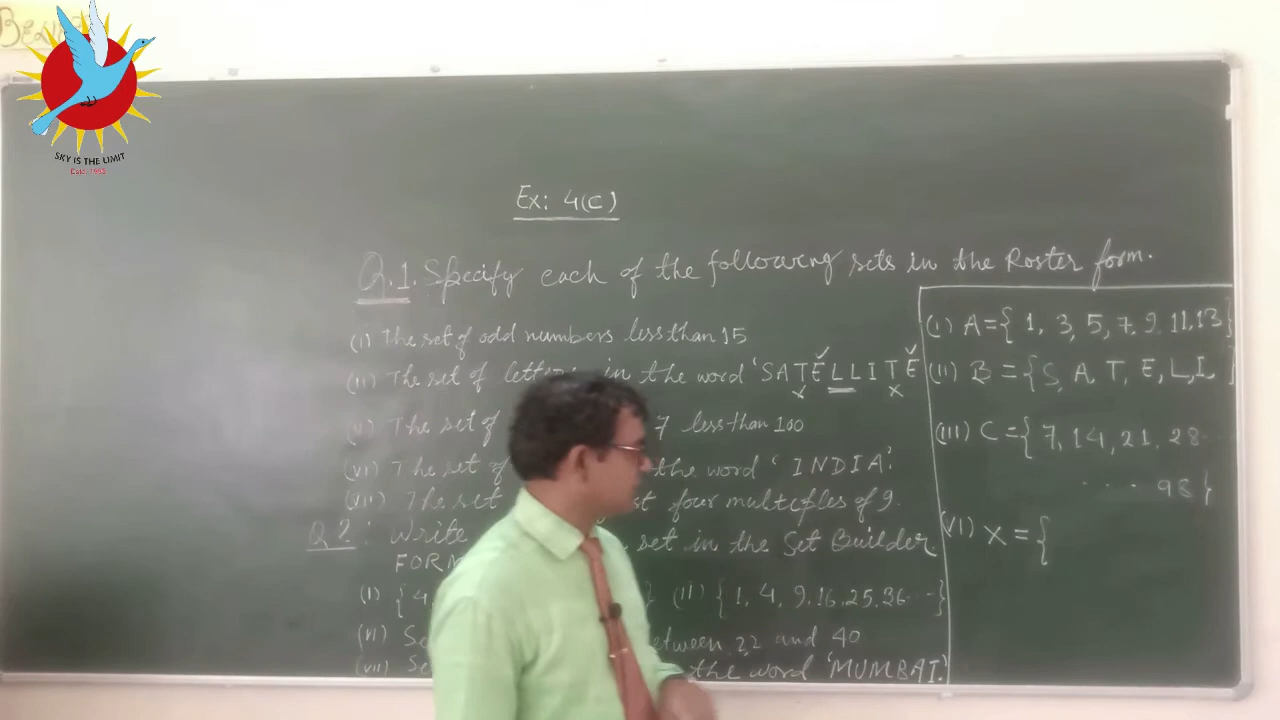 SKY IS THE LIMIT
Estd. 1993
Ex: 4(C)
Q.1. Specify each of the following sets in the Roster form.
(I) The set of odd numbers less than 15
(II) The set of letters in the word 'SATELLITE
(V) The set of 7 less than 100
(VI) The set of the word 'INDIA'.
(VII) The set four multiples of 9.
Q 2: Write set in the Set Builder
FORM
(I) { 4 } (II) { 1, 4, 9, 16, 25, 36 ... }
(VI) 22 and 40
(VII) the word 'MUMBAI'.
(I) A={ 1, 3, 5, 7, 9, 11, 13 }
(II) B = {S, A, T, E, L, I, }
(III) C = { 7, 14, 21, 28 ..
. . . . 98 }
(VI) X = {